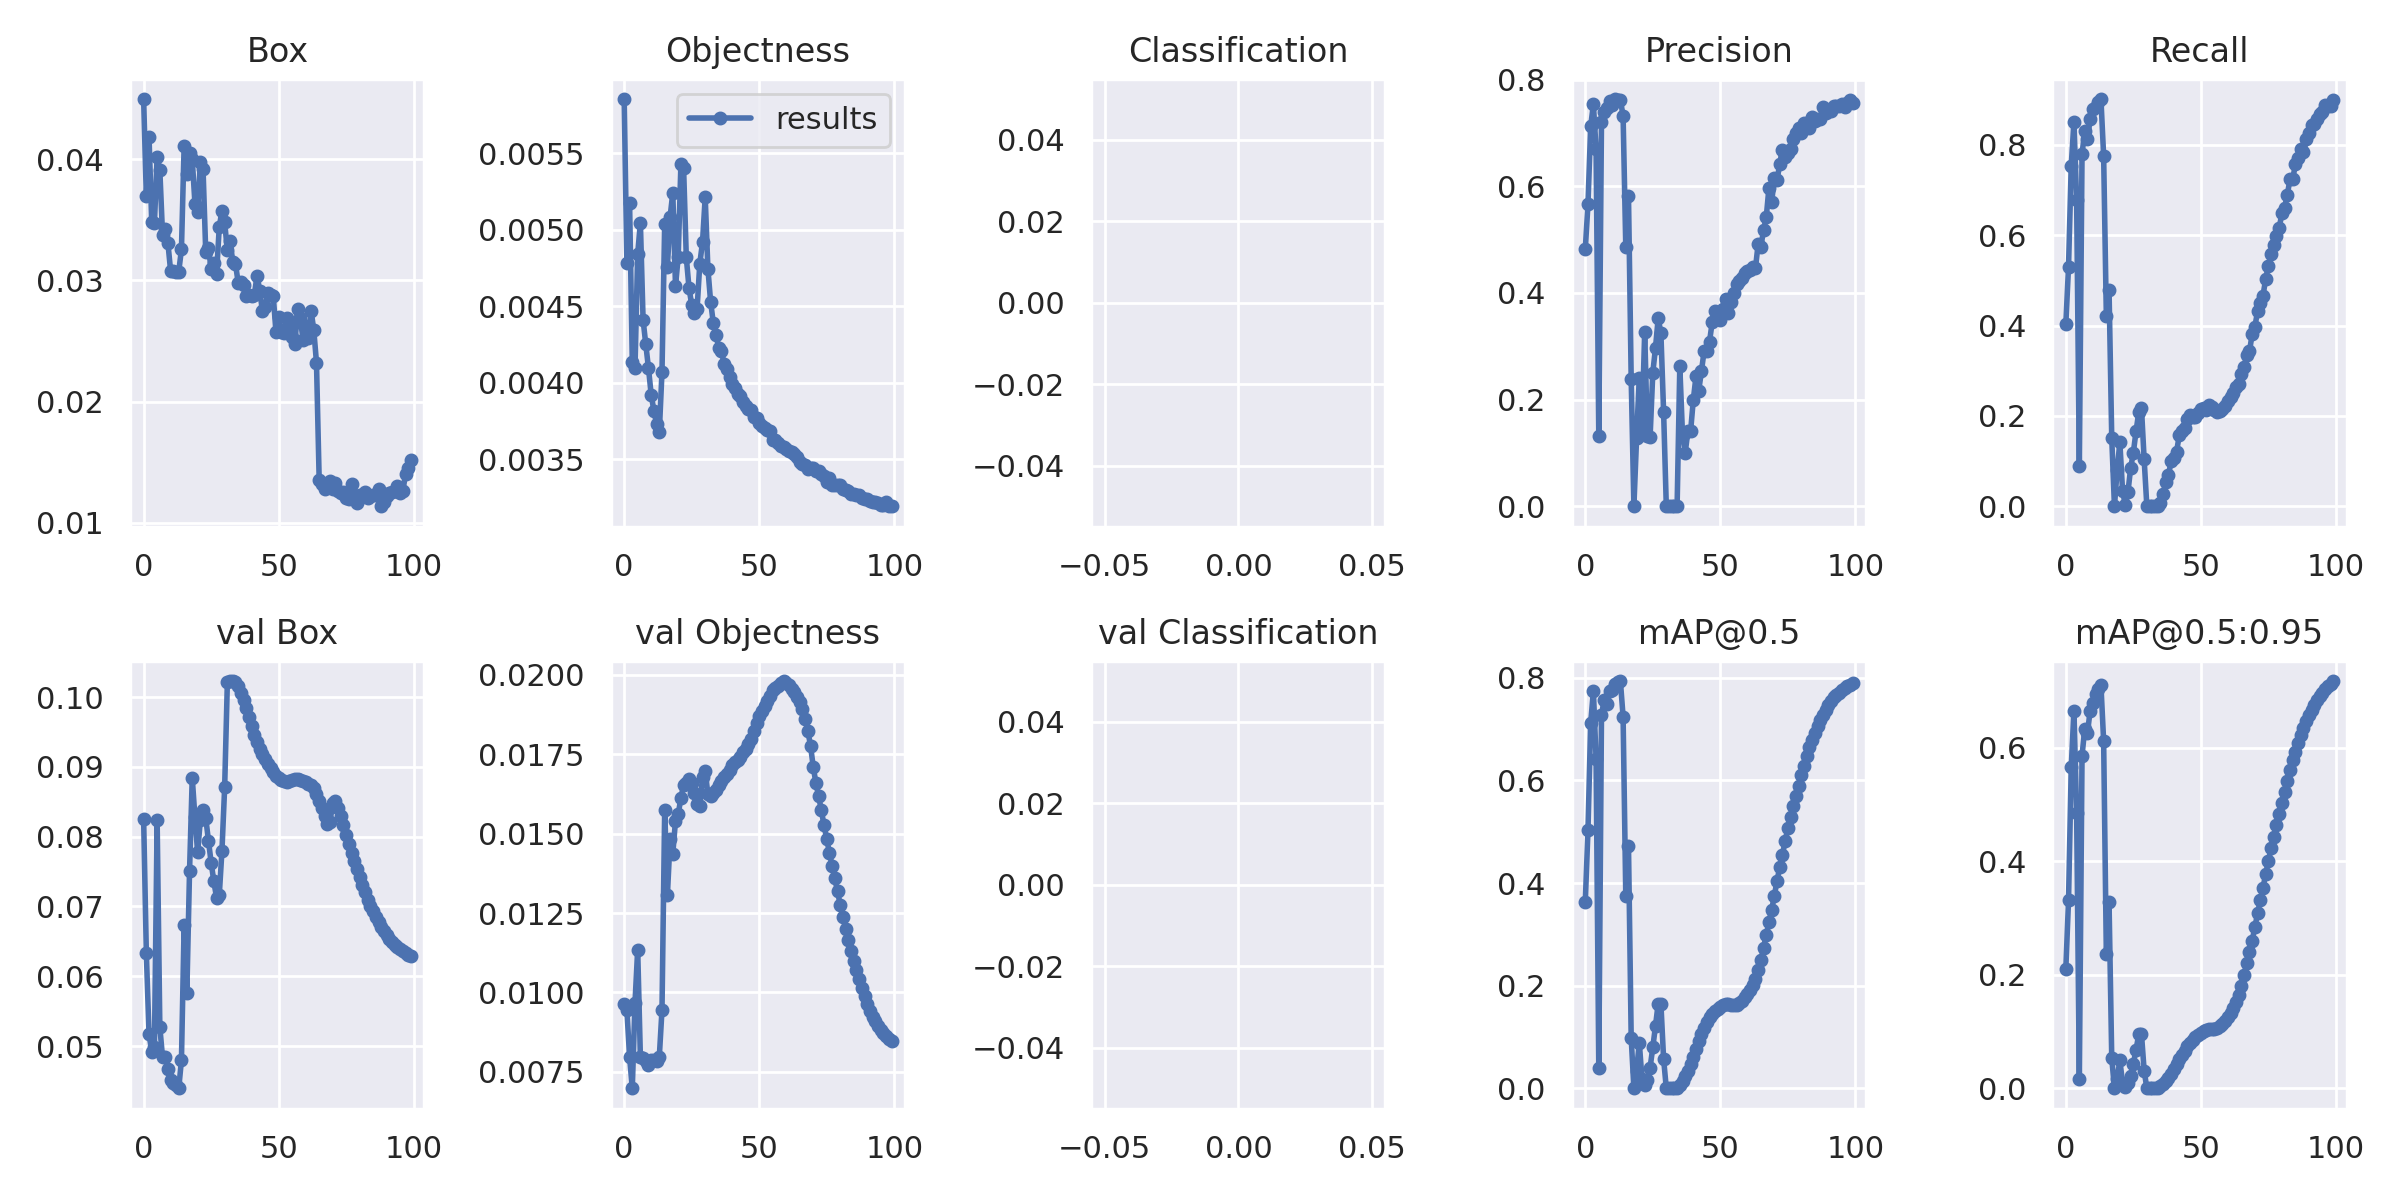 Box
0.04
0.03
0.02
0.01
0 50 100
Objectness
results
0.0055
0.0050
0.0045
0.0040
0.0035
0 50 100
Classification
0.04
0.02
0.00
−0.02
−0.04
−0.05 0.00 0.05
Precision
0.8
0.6
0.4
0.2
0.0
0 50 100
Recall
0.8
0.6
0.4
0.2
0.0
0 50 100
val Box
0.10
0.09
0.08
0.07
0.06
0.05
0 50 100
val Objectness
0.0200
0.0175
0.0150
0.0125
0.0100
0.0075
0 50 100
val Classification
0.04
0.02
0.00
−0.02
−0.04
−0.05 0.00 0.05
mAP@0.5
0.8
0.6
0.4
0.2
0.0
0 50 100
mAP@0.5:0.95
0.6
0.4
0.2
0.0
0 50 100